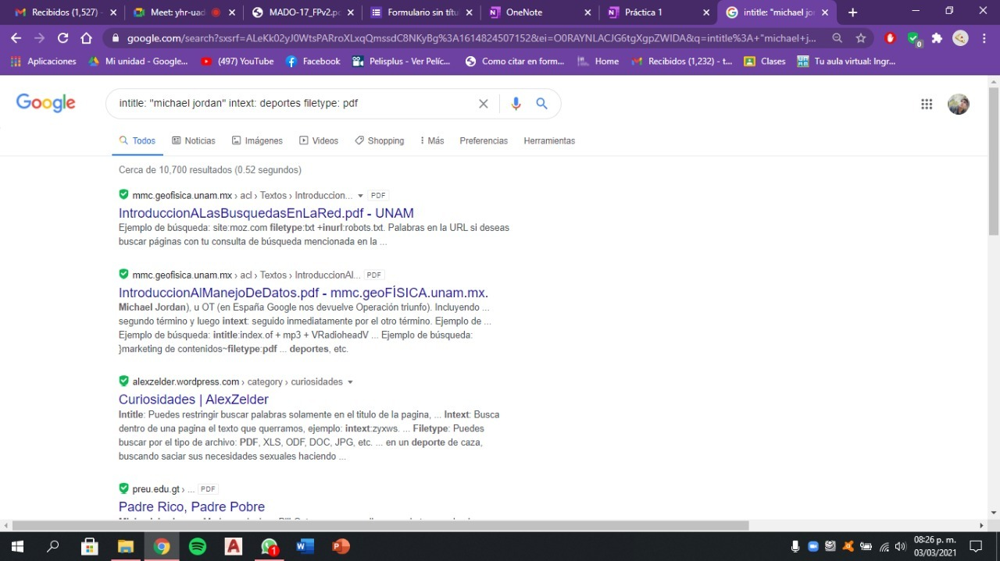 Recibidos (1,527) -
Meet: yhr-uad
MADO-17_FPv2.p
Formulario sin títu
OneNote
Práctica 1
intitle: "michael jor
google.com/search?sxsrf=ALeKk02yJ0WtsPARroXLxqQmssdC8NKyBg%3A1614824507152&ei=O0RAYNLACJG6tgXgpZWIDA&q=intitle%3A+"michael+j...
Aplicaciones
Mi unidad - Google...
(497) YouTube
Facebook
Pelisplus - Ver Pelíc...
Como citar en form...
Home
Recibidos (1,232) - t...
Clases
Tu aula virtual: Ingr...
Google
intitle: "michael jordan" intext: deportes filetype: pdf
Todos
Noticias
Imágenes
Videos
Shopping
Más
Preferencias
Herramientas
Cerca de 10,700 resultados (0.52 segundos)
mmc.geofisica.unam.mx › acl › Textos › Introduccion... PDF
IntroduccionALasBusquedasEnLaRed.pdf - UNAM
Ejemplo de búsqueda: site:moz.com filetype:txt +inurl:robots.txt. Palabras en la URL si deseas
buscar páginas con tu consulta de búsqueda mencionada en la ...
mmc.geofisica.unam.mx › acl › Textos › IntroduccionAl... PDF
IntroduccionAlManejoDeDatos.pdf - mmc.geoFÍSICA.unam.mx.
Michael Jordan), u OT (en España Google nos devuelve Operación triunfo). Incluyendo ...
segundo término y luego intext: seguido inmediatamente por el otro término. Ejemplo de ...
Ejemplo de búsqueda: intitle:index.of + mp3 + VRadioheadV ... Ejemplo de búsqueda:
}marketing de contenidos~filetype:pdf ... deportes, etc.
alexzelder.wordpress.com › category › curiosidades
Curiosidades | AlexZelder
Intitle: Puedes restringir buscar palabras solamente en el titulo de la pagina, ... Intext: Busca
dentro de una pagina el texto que querramos, ejemplo: intext:zyxws. ... Filetype: Puedes
buscar por el tipo de archivo: PDF, XLS, ODF, DOC, JPG, etc. ... en un deporte de caza,
buscando saciar sus necesidades sexuales haciendo ...
preu.edu.gt › ... PDF
Padre Rico, Padre Pobre
08:26 p. m.
03/03/2021